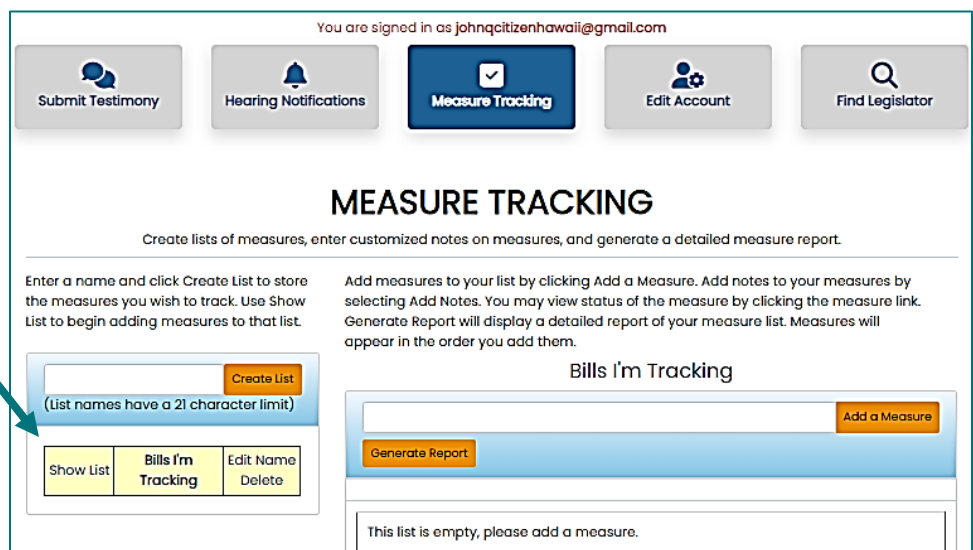 You are signed in as johnqcitizenhawaii@gmail.com
Submit Testimony
Hearing Notifications
Measure Tracking
Edit Account
Find Legislator
MEASURE TRACKING
Create lists of measures, enter customized notes on measures, and generate a detailed measure report.
Enter a name and click Create List to store
the measures you wish to track. Use Show
List to begin adding measures to that list.
Create List
(List names have a 21 character limit)
Show List
Bills I'm
Tracking
Edit Name
Delete
Add measures to your list by clicking Add a Measure. Add notes to your measures by
selecting Add Notes. You may view status of the measure by clicking the measure link.
Generate Report will display a detailed report of your measure list. Measures will
appear in the order you add them.
Bills I'm Tracking
Add a Measure
Generate Report
This list is empty, please add a measure.